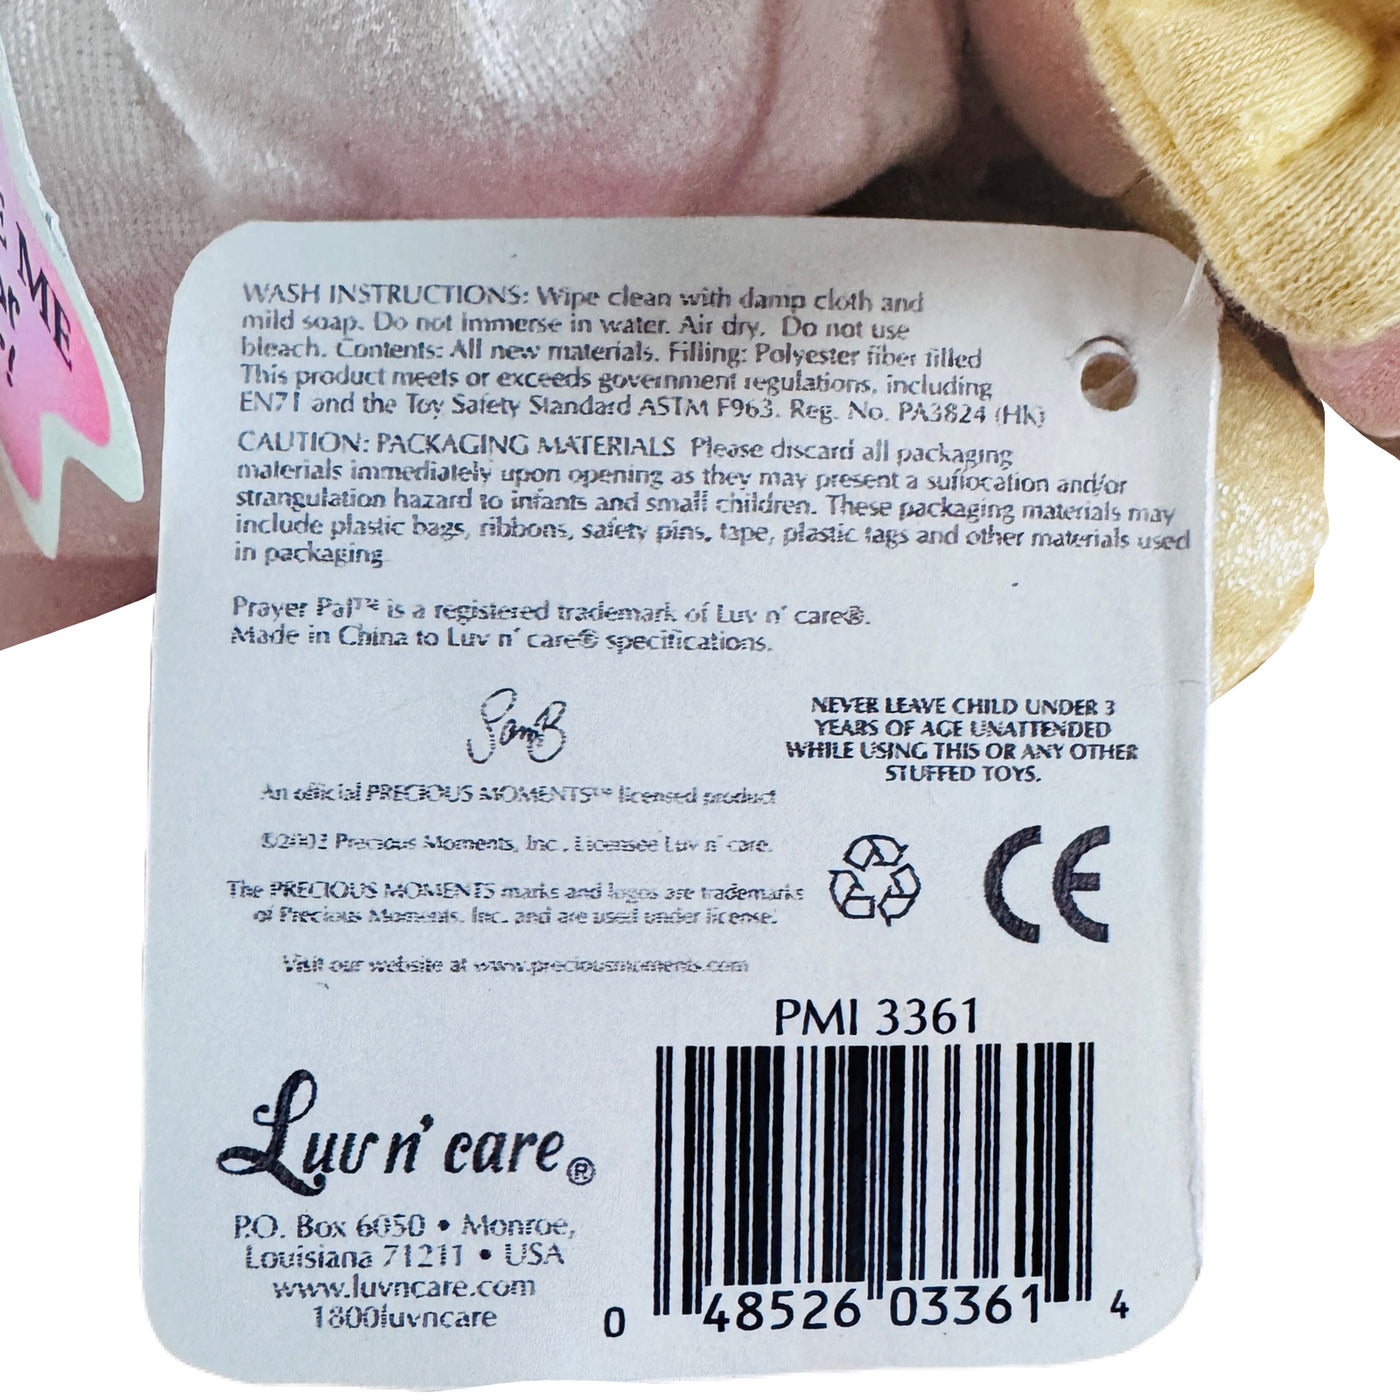 ME
WASH INSTRUCTIONS: Wipe clean with damp cloth and
mild soap. Do not immerse in water. Air dry. Do not use
bleach. Contents: All new materials. Filling: Polyester fiber filled
This product meets or exceeds government regulations, including
EN71 and the Toy Safety Standard ASTM F963. Reg. No. PA3824 (HK)
CAUTION: PACKAGING MATERIALS Please discard all packaging
materials immediately upon opening as they may present a suffocation and/or
strangulation hazard to infants and small children. These packaging materials may
include plastic bags, ribbons, safety pins, tape, plastic tags and other materials used
in packaging
Prayer Pal™ is a registered trademark of Luv n' care®.
Made in China to Luv n' care® specifications.
Sam B
NEVER LEAVE CHILD UNDER 3
YEARS OF AGE UNATTENDED
WHILE USING THIS OR ANY OTHER
STUFFED TOYS.
An official PRECIOUS MOMENTS™ licensed product
Precious Moments, Inc., Licensee Luv n' care.
The PRECIOUS MOMENTS marks and logos are trademarks
of Precious Moments, Inc. and are used under license.
Visit our website at www.preciousmoments.com
CE
PMI 3361
Luv n' care®
P.O. Box 6050 • Monroe,
Louisiana 71211 • USA
www.luvncare.com
1800luvncare
0 48526 03361 4